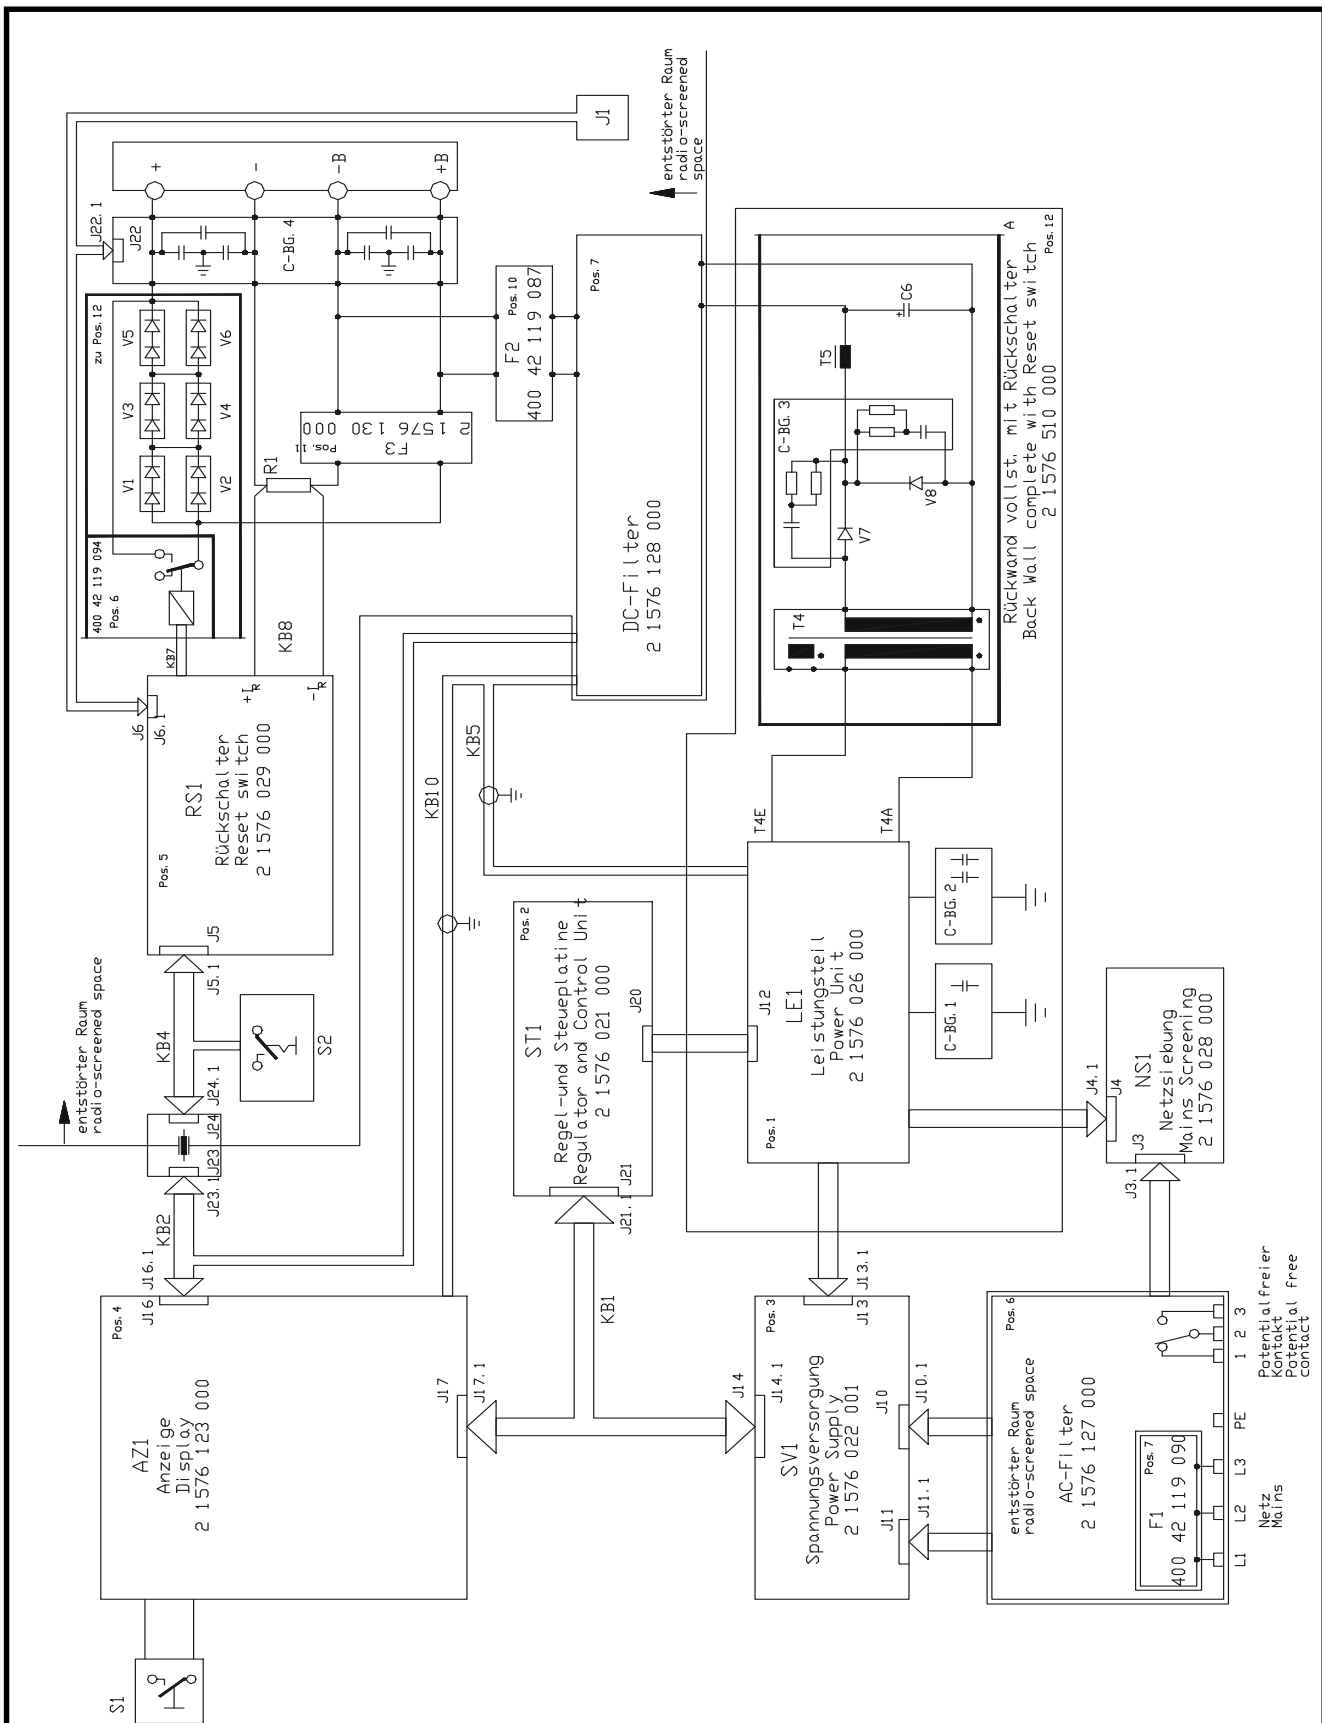 S1
AZ1
Anzeige
Display
2 1576 123 000
Pos. 4
J16
J16.1
J17
J17.1
KB2
J23.1
J23
J24
J24.1
KB4
entstörter Raum
radio-screened space
S2
J5.1
J5
RS1
Rückschalter
Reset switch
2 1576 029 000
Pos. 5
J6
J6.1
+I
R
-I
R
KB7
KB8
400 42 119 094
Pos. 6
zu Pos.12
V1
V3
V5
V2
V4
V6
J22.1
J22
C-BG. 4
+
-
-B
+B
J1
R1
F3
2 1576 130
000
Pos. 11
F2
400 42 119 087
Pos. 10
KB10
KB5
DC-Filter
2 1576 128 000
Pos. 7
entstörter Raum
radio-screened
space
KB1
J21.1
J21
ST1
Regel-und Steueplatine
Regulator and Control Unit
2 1576 021 000
Pos. 2
J20
J12
LE1
Leistungsteil
Power Unit
2 1576 026 000
Pos. 1
T4E
T4A
C-BG. 1
C-BG. 2
T4
V7
V8
C-BG. 3
T5
+
C6
A
Rückwand vollst. mit Rückschalter
Back Wall complete with Reset switch
2 1576 510 000
Pos. 12
J14
J14.1
SV1
Spannungsversorgung
Power Supply
2 1576 022 001
Pos. 3
J13
J13.1
J10
J10.1
J11
J11.1
entstörter Raum
radio-screened space
AC-Filter
2 1576 127 000
Pos. 6
F1
400 42 119 090
Pos. 7
L1
L2
L3
PE
1
2
3
Netz
Mains
Potentialfreier
Kontakt
Potential free
contact
J3.1
J3
J4.1
J4
NS1
Netzsiebung
Mains Screening
2 1576 028 000